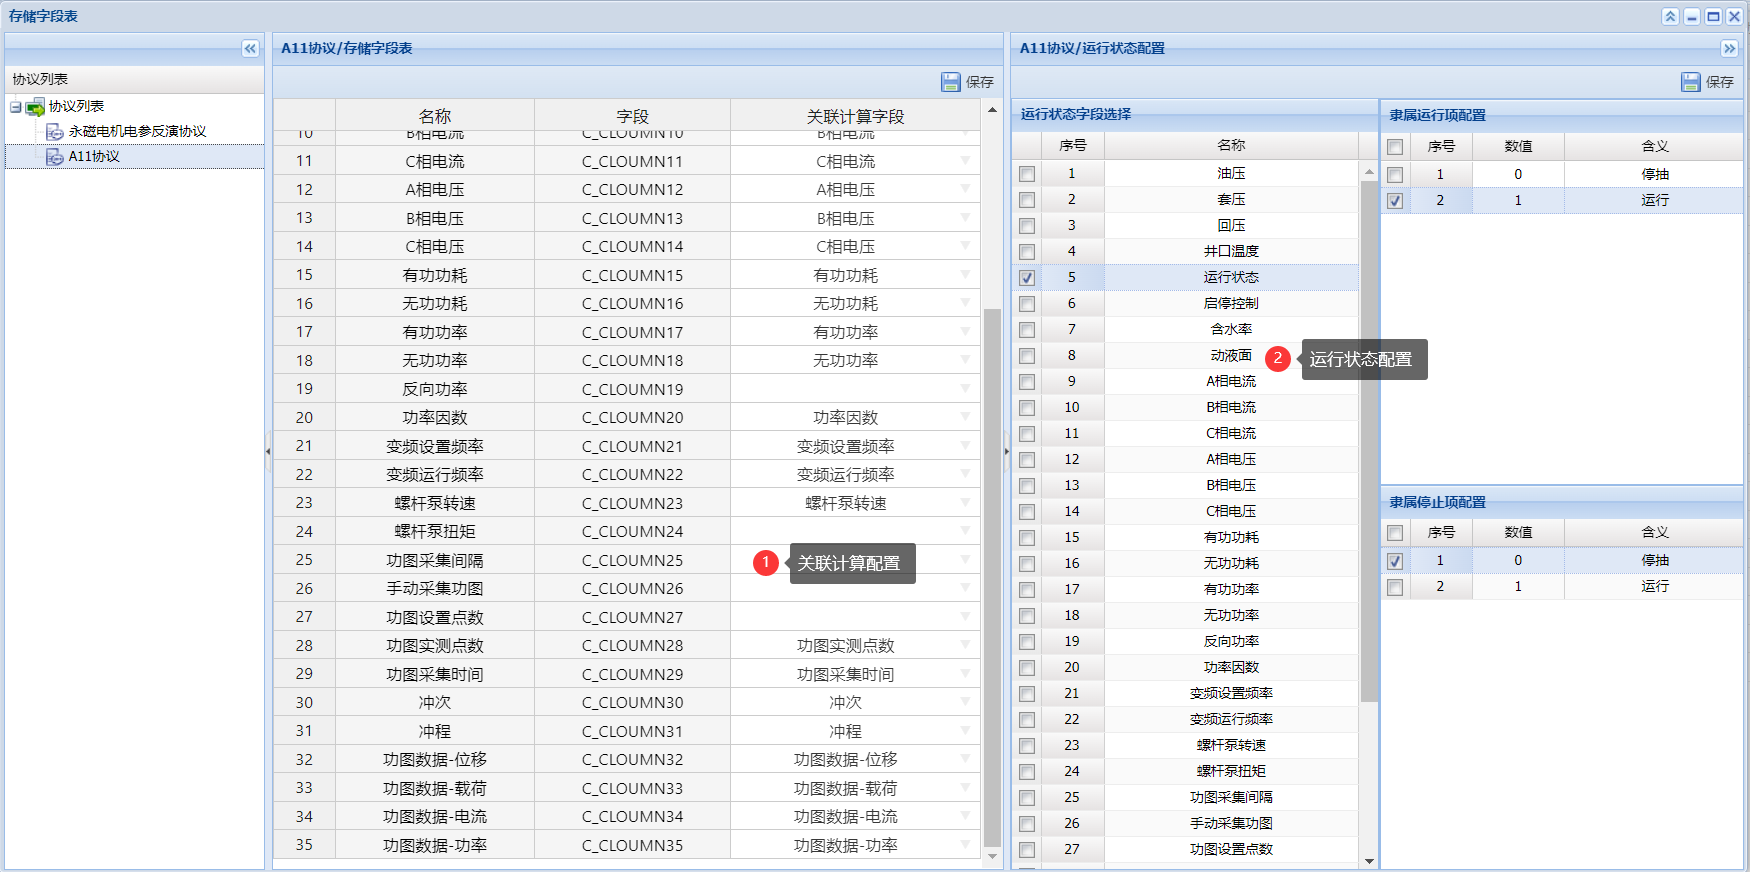 存储字段表
A11协议/存储字段表
A11协议/运行状态配置
协议列表
保存
保存
协议列表
永磁电机电参反演协议
A11协议
名称 字段 关联计算字段
10 B相电流 C_CLOUMN10 B相电流
11 C相电流 C_CLOUMN11 C相电流
12 A相电压 C_CLOUMN12 A相电压
13 B相电压 C_CLOUMN13 B相电压
14 C相电压 C_CLOUMN14 C相电压
15 有功功耗 C_CLOUMN15 有功功耗
16 无功功耗 C_CLOUMN16 无功功耗
17 有功功率 C_CLOUMN17 有功功率
18 无功功率 C_CLOUMN18 无功功率
19 反向功率 C_CLOUMN19
20 功率因数 C_CLOUMN20 功率因数
21 变频设置频率 C_CLOUMN21 变频设置频率
22 变频运行频率 C_CLOUMN22 变频运行频率
23 螺杆泵转速 C_CLOUMN23 螺杆泵转速
24 螺杆泵扭矩 C_CLOUMN24
25 功图采集间隔 C_CLOUMN25
26 手动采集功图 C_CLOUMN26
27 功图设置点数 C_CLOUMN27
28 功图实测点数 C_CLOUMN28 功图实测点数
29 功图采集时间 C_CLOUMN29 功图采集时间
30 冲次 C_CLOUMN30 冲次
31 冲程 C_CLOUMN31 冲程
32 功图数据-位移 C_CLOUMN32 功图数据-位移
33 功图数据-载荷 C_CLOUMN33 功图数据-载荷
34 功图数据-电流 C_CLOUMN34 功图数据-电流
35 功图数据-功率 C_CLOUMN35 功图数据-功率
1 关联计算配置
运行状态字段选择
序号 名称
1 油压
2 套压
3 回压
4 井口温度
5 运行状态
6 启停控制
7 含水率
8 动液面
9 A相电流
10 B相电流
11 C相电流
12 A相电压
13 B相电压
14 C相电压
15 有功功耗
16 无功功耗
17 有功功率
18 无功功率
19 反向功率
20 功率因数
21 变频设置频率
22 变频运行频率
23 螺杆泵转速
24 螺杆泵扭矩
25 功图采集间隔
26 手动采集功图
27 功图设置点数
2 运行状态配置
隶属运行项配置
序号 数值 含义
1 0 停抽
2 1 运行
隶属停止项配置
序号 数值 含义
1 0 停抽
2 1 运行